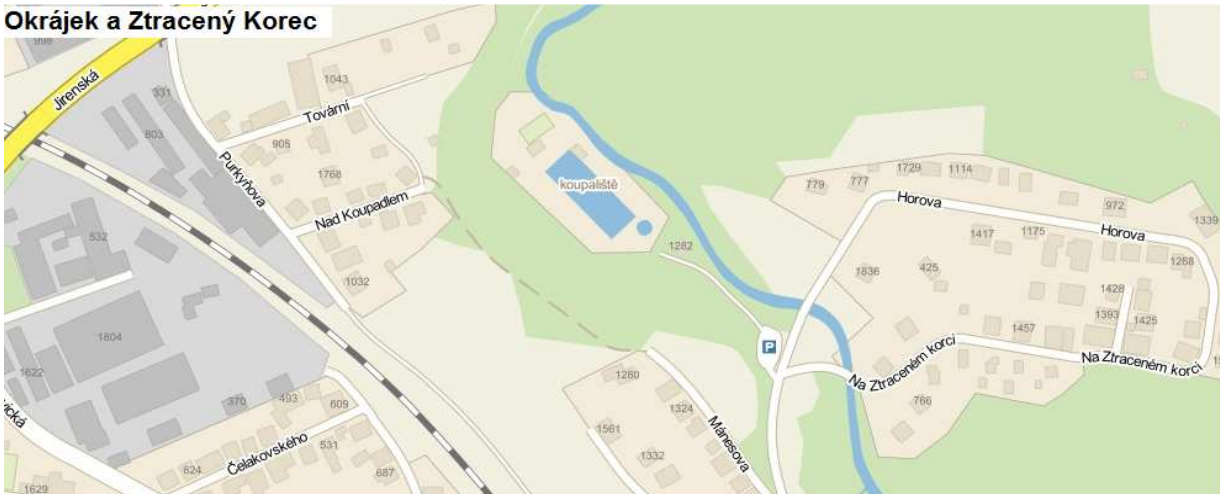 Okrájek a Ztracený Korec
998
Jirenská
331
803
1043
Tovární
905
Purkyňova
1768
Nad Koupadlem
1032
532
1804
1622
370
493
609
Čelakovského
531
624
687
1629
vická
koupaliště
1282
P
1260
1324
1561
1332
Mánesova
779
777
1729
1114
972
1339
Horova
Horova
1417
1175
1268
1836
425
1428
1393
1425
1457
Na Ztraceném korci
Na Ztraceném korci
766